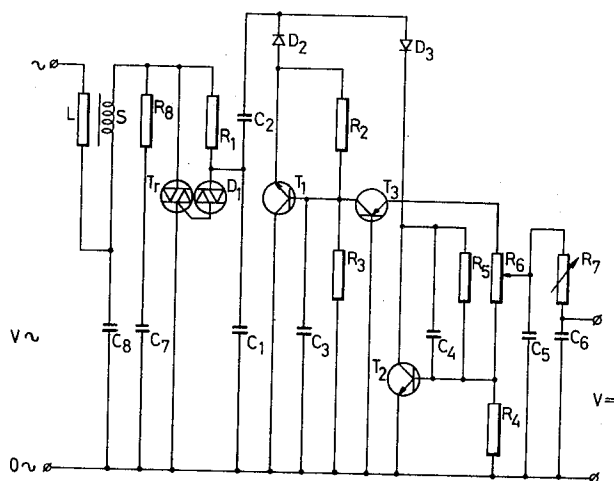 D₂
D₃
~
L
S
R₈
R₁
C₂
R₂
Tr
D₁
T₁
T₃
R₃
R₅
R₆
R₇
V~
C₈
C₇
C₁
C₃
C₄
C₅
C₆
T₂
R₄
V=
0~